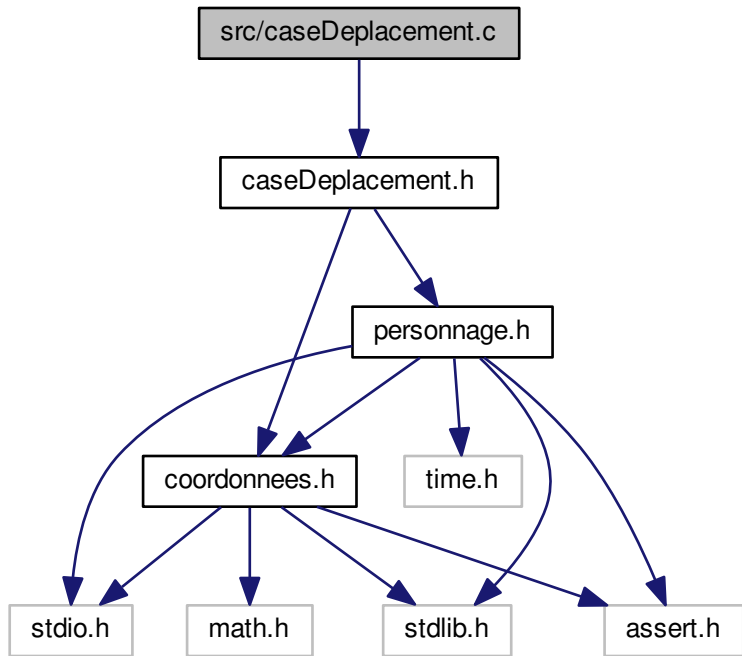 src/caseDeplacement.c
caseDeplacement.h
personnage.h
coordonnees.h
time.h
stdio.h
math.h
stdlib.h
assert.h